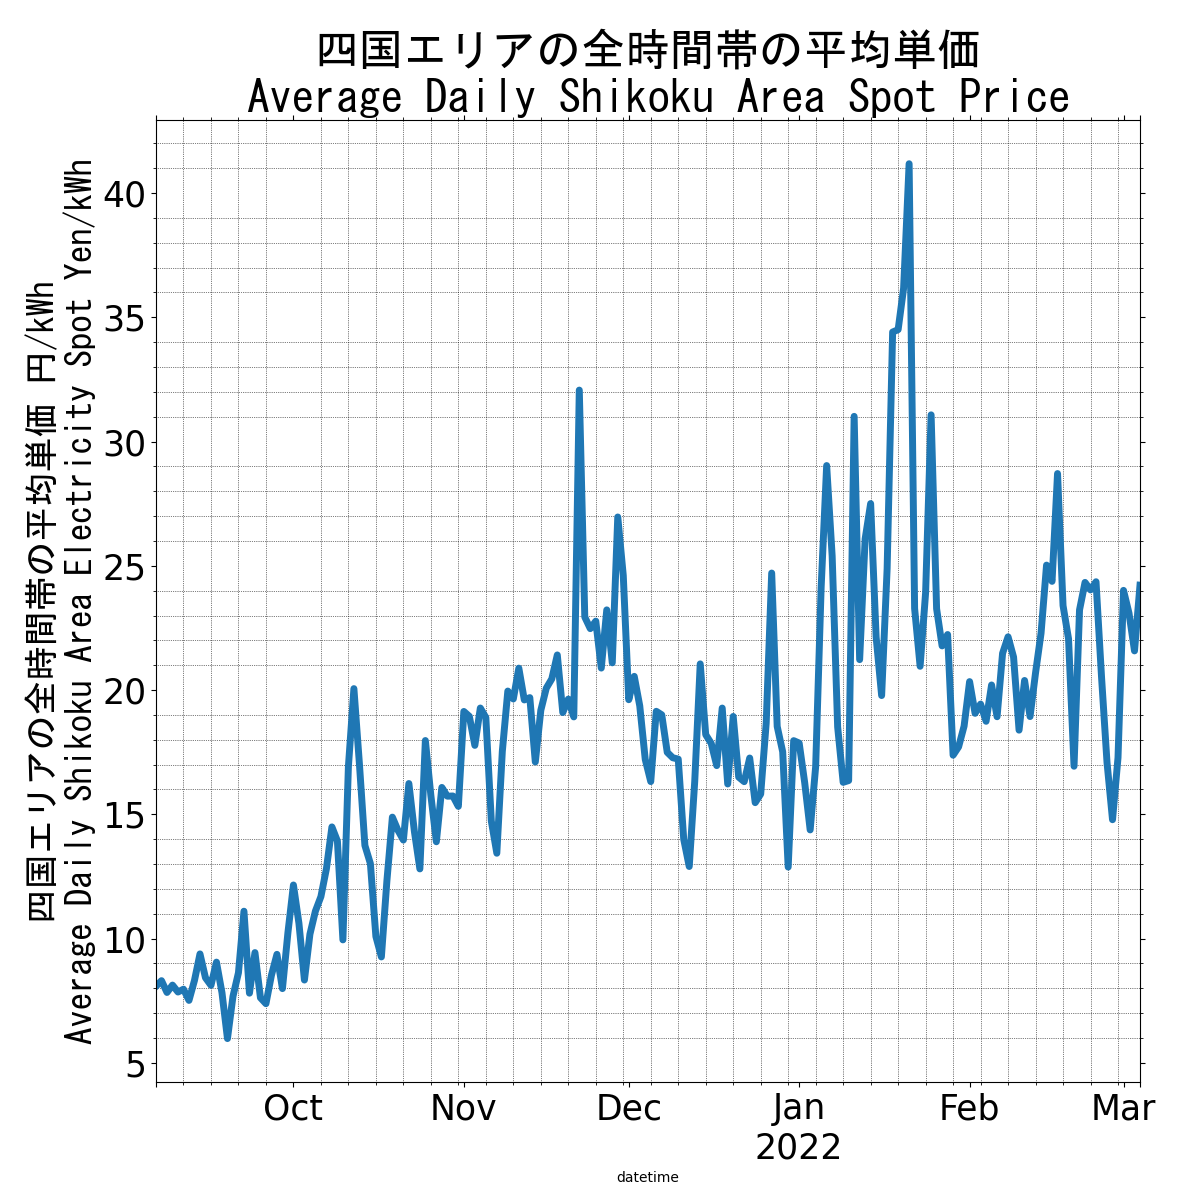 四国エリアの全時間帯の平均単価
Average Daily Shikoku Area Spot Price
四国エリアの全時間帯の平均単価 円/kWh
Average Daily Shikoku Area Electricity Spot Yen/kWh
40
35
30
25
20
15
10
5
Oct
Nov
Dec
Jan
2022
Feb
Mar
datetime